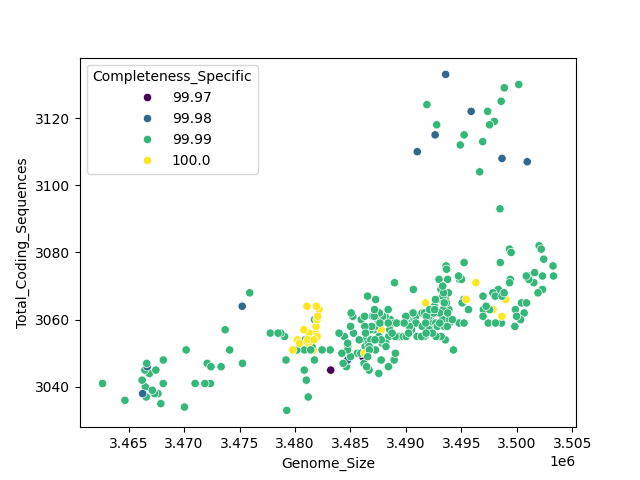 Completeness_Specific
99.97
99.98
99.99
100.0
3120
3100
3080
3060
3040
Total_Coding_Sequences
3.465 3.470 3.475 3.480 3.485 3.490 3.495 3.500 3.505
Genome_Size
1e6